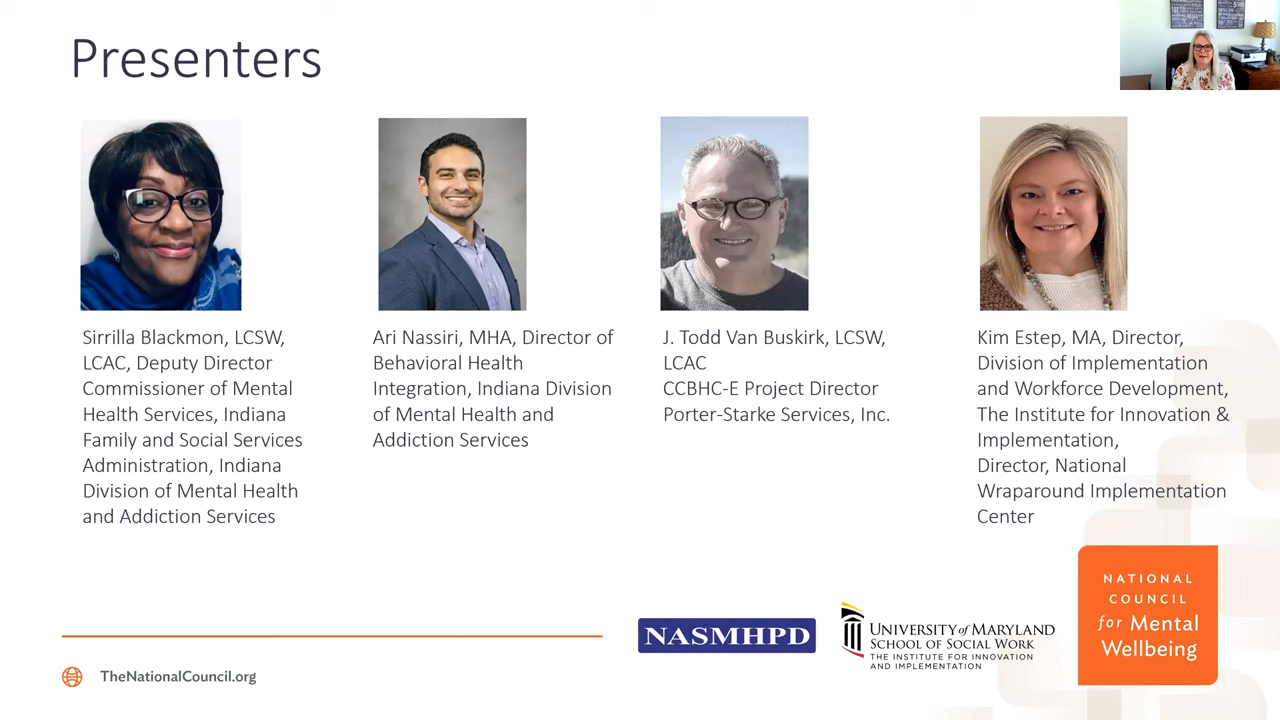 Presenters
Sirrilla Blackmon, LCSW,
LCAC, Deputy Director
Commissioner of Mental
Health Services, Indiana
Family and Social Services
Administration, Indiana
Division of Mental Health
and Addiction Services
Ari Nassiri, MHA, Director of
Behavioral Health
Integration, Indiana Division
of Mental Health and
Addiction Services
J. Todd Van Buskirk, LCSW,
LCAC
CCBHC-E Project Director
Porter-Starke Services, Inc.
Kim Estep, MA, Director,
Division of Implementation
and Workforce Development,
The Institute for Innovation &
Implementation,
Director, National
Wraparound Implementation
Center
NASMHPD
UNIVERSITY of MARYLAND
SCHOOL OF SOCIAL WORK
THE INSTITUTE FOR INNOVATION
AND IMPLEMENTATION
NATIONAL
COUNCIL
for Mental
Wellbeing
TheNationalCouncil.org